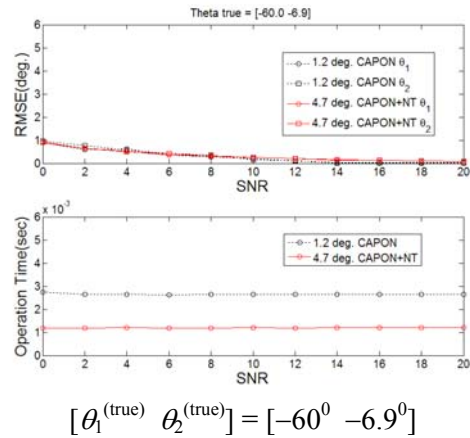 Theta true = [-60.0 -6.9]
6
5
4
3
2
1
0
RMSE(deg.)
1.2 deg. CAPON θ1
1.2 deg. CAPON θ2
4.7 deg. CAPON+NT θ1
4.7 deg. CAPON+NT θ2
0 2 4 6 8 10 12 14 16 18 20
SNR
x 10^-3
6
5
4
3
2
1
0
Operation Time(sec)
1.2 deg. CAPON
4.7 deg. CAPON+NT
0 2 4 6 8 10 12 14 16 18 20
SNR
[θ1^(true) θ2^(true)] = [–60^0 –6.9^0]